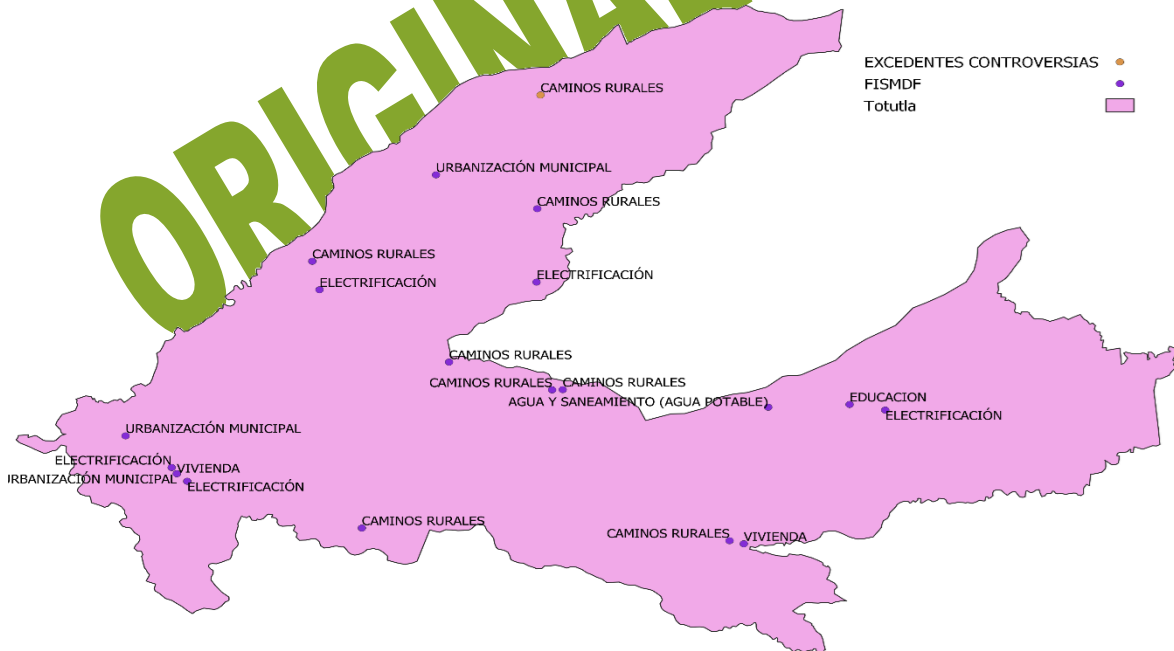 ORIGINAL
EXCEDENTES CONTROVERSIAS
FISMDF
Totutla
CAMINOS RURALES
URBANIZACIÓN MUNICIPAL
CAMINOS RURALES
CAMINOS RURALES
ELECTRIFICACIÓN
ELECTRIFICACIÓN
CAMINOS RURALES
CAMINOS RURALES
CAMINOS RURALES
AGUA Y SANEAMIENTO (AGUA POTABLE)
EDUCACION
ELECTRIFICACIÓN
URBANIZACIÓN MUNICIPAL
ELECTRIFICACIÓN
VIVIENDA
URBANIZACIÓN MUNICIPAL
ELECTRIFICACIÓN
CAMINOS RURALES
CAMINOS RURALES
VIVIENDA